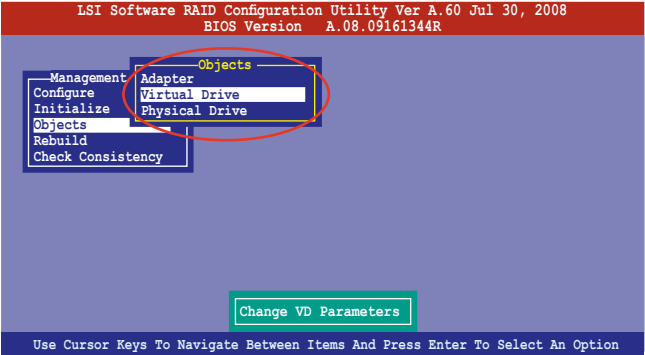 LSI Software RAID Configuration Utility Ver A.60 Jul 30, 2008
BIOS Version A.08.09161344R
Management
Configure
Initialize
Objects
Rebuild
Check Consistency
Objects
Adapter
Virtual Drive
Physical Drive
Change VD Parameters
Use Cursor Keys To Navigate Between Items And Press Enter To Select An Option